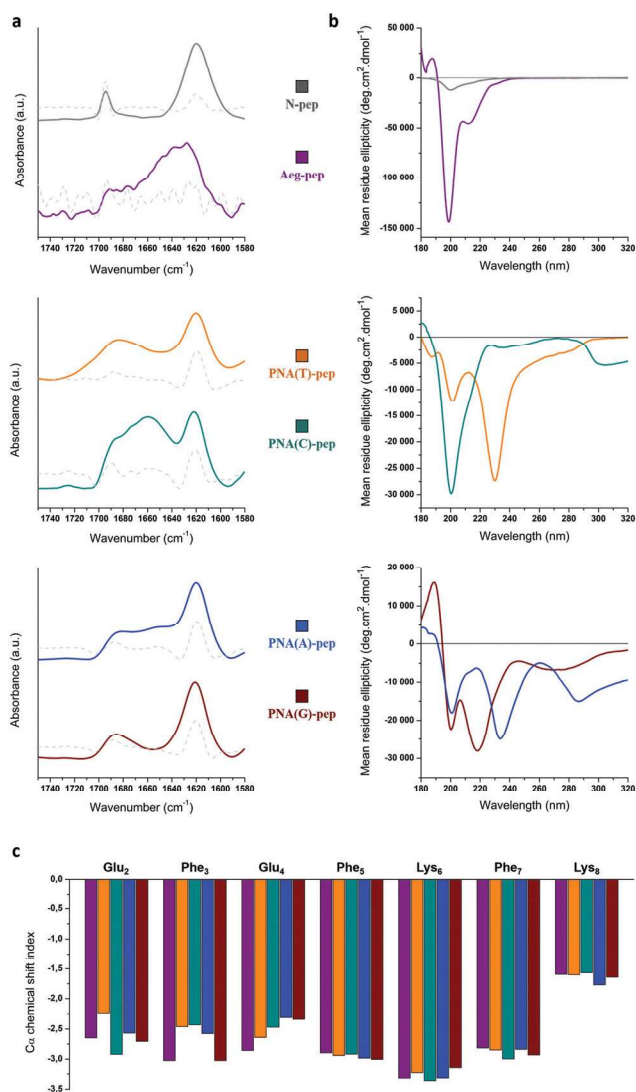 a
b
Absorbance (a.u.)
1740 1720 1700 1680 1660 1640 1620 1600 1580
Wavenumber (cm⁻¹)
N-pep
Aeg-pep
Mean residue ellipticity (deg.cm².dmol⁻¹)
50 000
0
-50 000
-100 000
-150 000
180 200 220 240 260 280 300 320
Wavelength (nm)
Absorbance (a.u.)
1740 1720 1700 1680 1660 1640 1620 1600 1580
Wavenumber (cm⁻¹)
PNA(T)-pep
PNA(C)-pep
Mean residue ellipticity (deg.cm².dmol⁻¹)
5 000
0
-5 000
-10 000
-15 000
-20 000
-25 000
-30 000
180 200 220 240 260 280 300 320
Wavelength (nm)
Absorbance (a.u.)
1740 1720 1700 1680 1660 1640 1620 1600 1580
Wavenumber (cm⁻¹)
PNA(A)-pep
PNA(G)-pep
Mean residue ellipticity (deg.cm².dmol⁻¹)
20 000
10 000
0
-10 000
-20 000
-30 000
180 200 220 240 260 280 300 320
Wavelength (nm)
c
Glu₂ Phe₃ Glu₄ Phe₅ Lys₆ Phe₇ Lys₈
Cα chemical shift index
0,0
-0,5
-1,0
-1,5
-2,0
-2,5
-3,0
-3,5